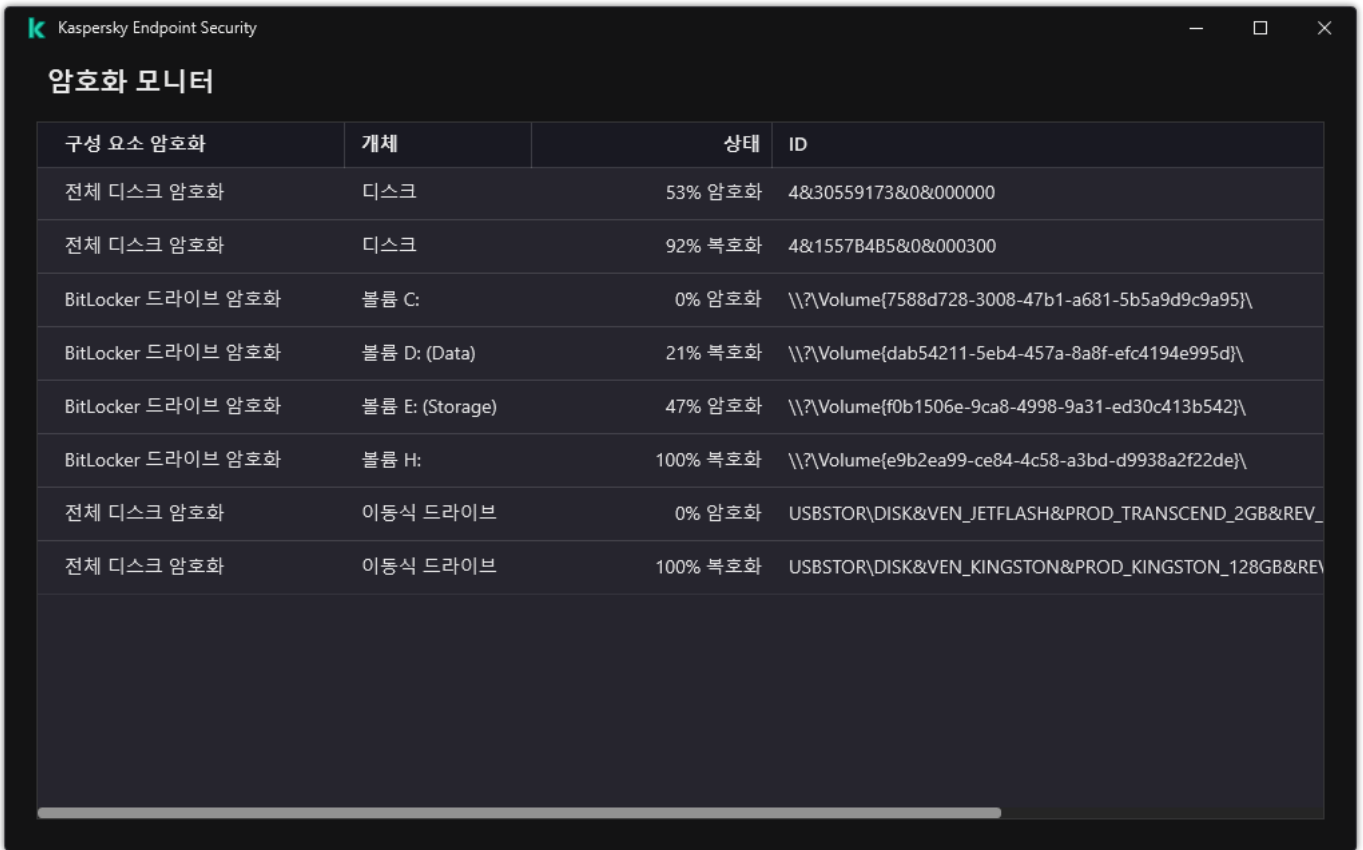 Kaspersky Endpoint Security
암호화 모니터
구성 요소 암호화 개체 상태 ID
전체 디스크 암호화 디스크 53% 암호화 4&30559173&0&000000
전체 디스크 암호화 디스크 92% 복호화 4&1557B4B5&0&000300
BitLocker 드라이브 암호화 볼륨 C: 0% 암호화 \\?\Volume{7588d728-3008-47b1-a681-5b5a9d9c9a95}\
BitLocker 드라이브 암호화 볼륨 D: (Data) 21% 복호화 \\?\Volume{dab54211-5eb4-457a-8a8f-efc4194e995d}\
BitLocker 드라이브 암호화 볼륨 E: (Storage) 47% 암호화 \\?\Volume{f0b1506e-9ca8-4998-9a31-ed30c413b542}\
BitLocker 드라이브 암호화 볼륨 H: 100% 복호화 \\?\Volume{e9b2ea99-ce84-4c58-a3bd-d9938a2f22de}\
전체 디스크 암호화 이동식 드라이브 0% 암호화 USBSTOR\DISK&VEN_JETFLASH&PROD_TRANSCEND_2GB&REV_
전체 디스크 암호화 이동식 드라이브 100% 복호화 USBSTOR\DISK&VEN_KINGSTON&PROD_KINGSTON_128GB&REV